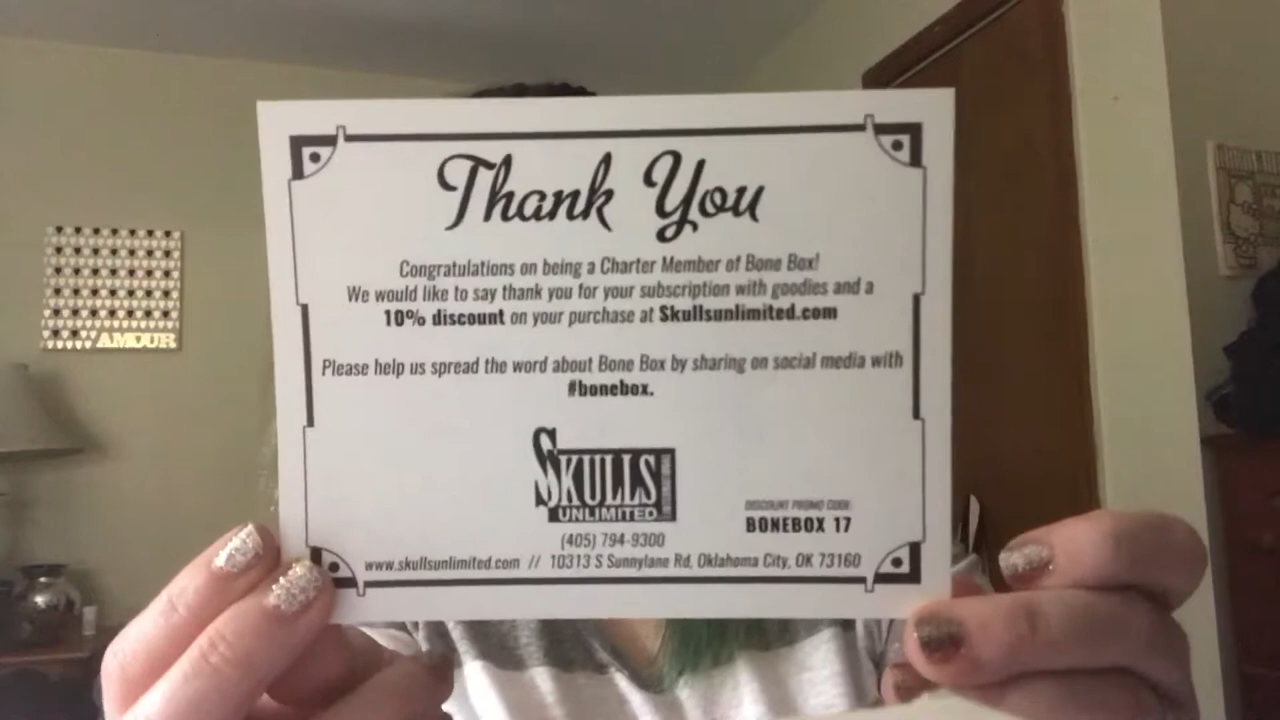 Thank You
Congratulations on being a Charter Member of Bone Box!
We would like to say thank you for your subscription with goodies and a
10% discount on your purchase at Skullsunlimited.com
Please help us spread the word about Bone Box by sharing on social media with
#bonebox.
SKULLS
UNLIMITED
DISCOUNT PROMO CODE:
BONEBOX 17
(405) 794-9300
www.skullsunlimited.com // 10313 S Sunnylane Rd, Oklahoma City, OK 73160
AMOUR